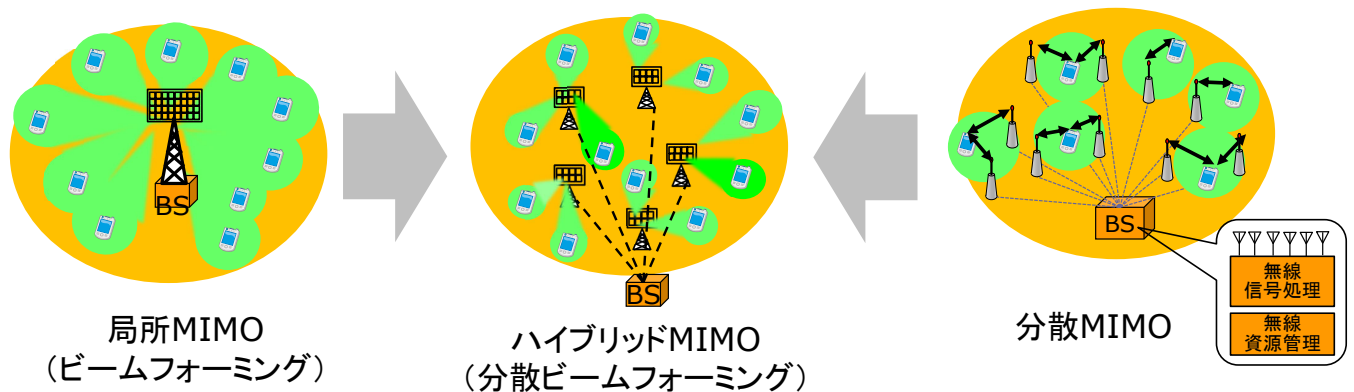 BS
局所MIMO
（ビームフォーミング）
BS
ハイブリッドMIMO
（分散ビームフォーミング）
BS
分散MIMO
無線
信号処理
無線
資源管理